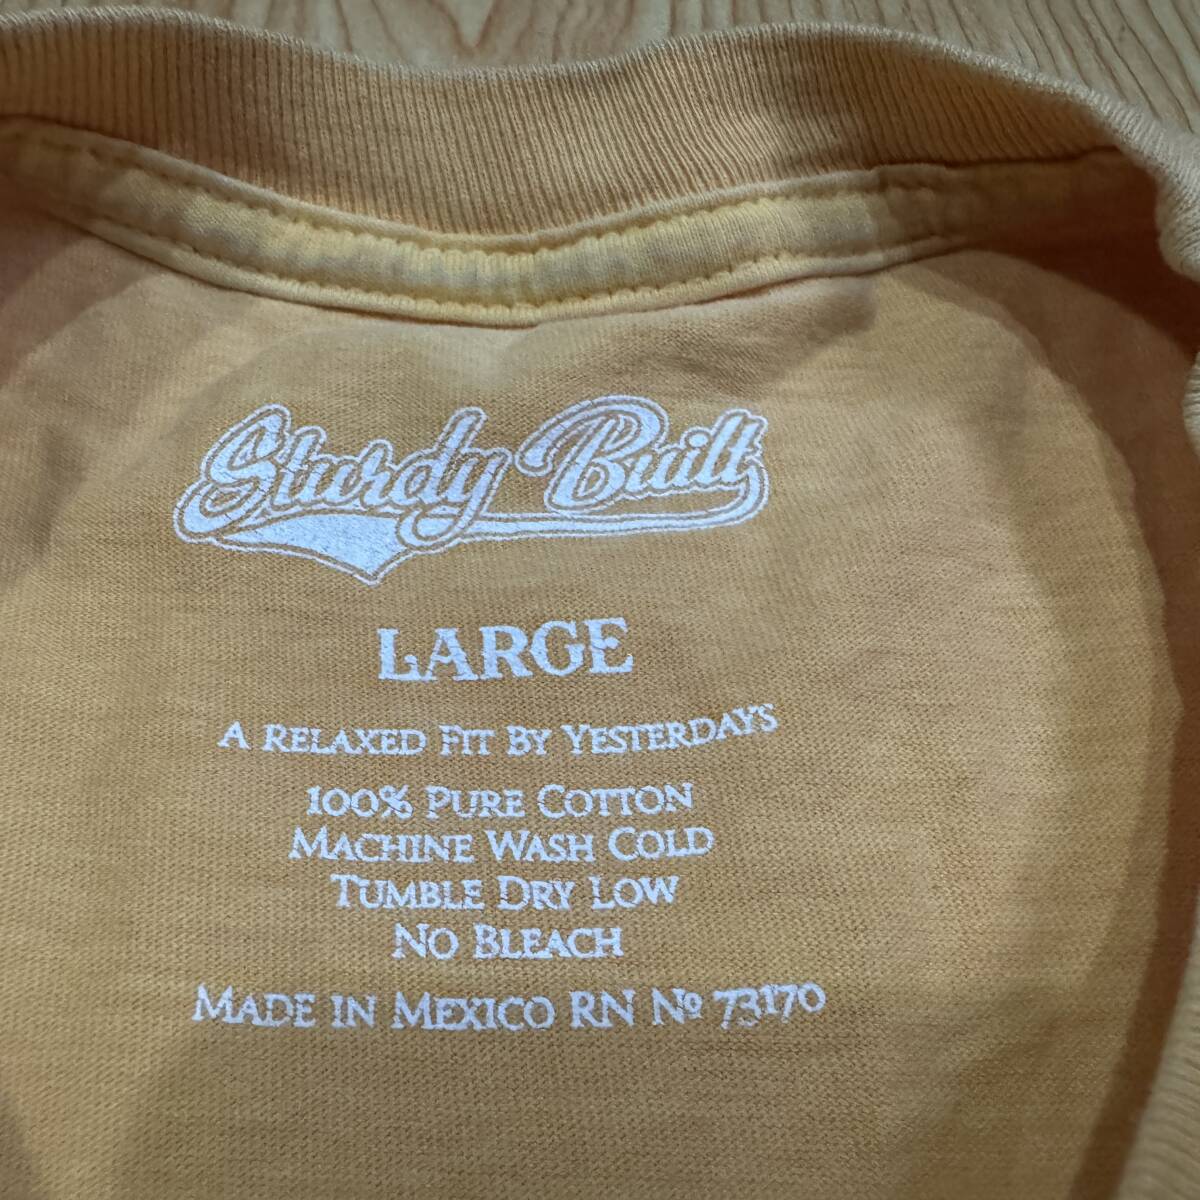 Sturdy Built
LARGE
A RELAXED FIT BY YESTERDAYS
100% PURE COTTON
MACHINE WASH COLD
TUMBLE DRY LOW
NO BLEACH
MADE IN MEXICO RN Nº 73170